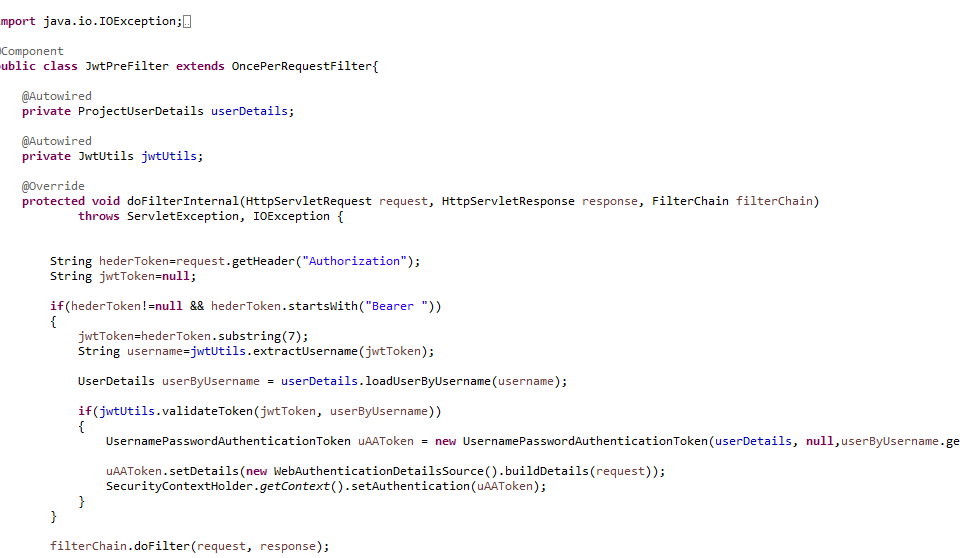 mport java.io.IOException;
Component
ublic class JwtPreFilter extends OncePerRequestFilter{
@Autowired
private ProjectUserDetails userDetails;
@Autowired
private JwtUtils jwtUtils;
@Override
protected void doFilterInternal(HttpServletRequest request, HttpServletResponse response, FilterChain filterChain)
throws ServletException, IOException {
String hederToken=request.getHeader("Authorization");
String jwtToken=null;
if(hederToken!=null && hederToken.startsWith("Bearer "))
{
jwtToken=hederToken.substring(7);
String username=jwtUtils.extractUsername(jwtToken);
UserDetails userByUsername = userDetails.loadUserByUsername(username);
if(jwtUtils.validateToken(jwtToken, userByUsername))
{
UsernamePasswordAuthenticationToken uAAToken = new UsernamePasswordAuthenticationToken(userDetails, null,userByUsername.ge
uAAToken.setDetails(new WebAuthenticationDetailsSource().buildDetails(request));
SecurityContextHolder.getContext().setAuthentication(uAAToken);
}
}
filterChain.doFilter(request, response);